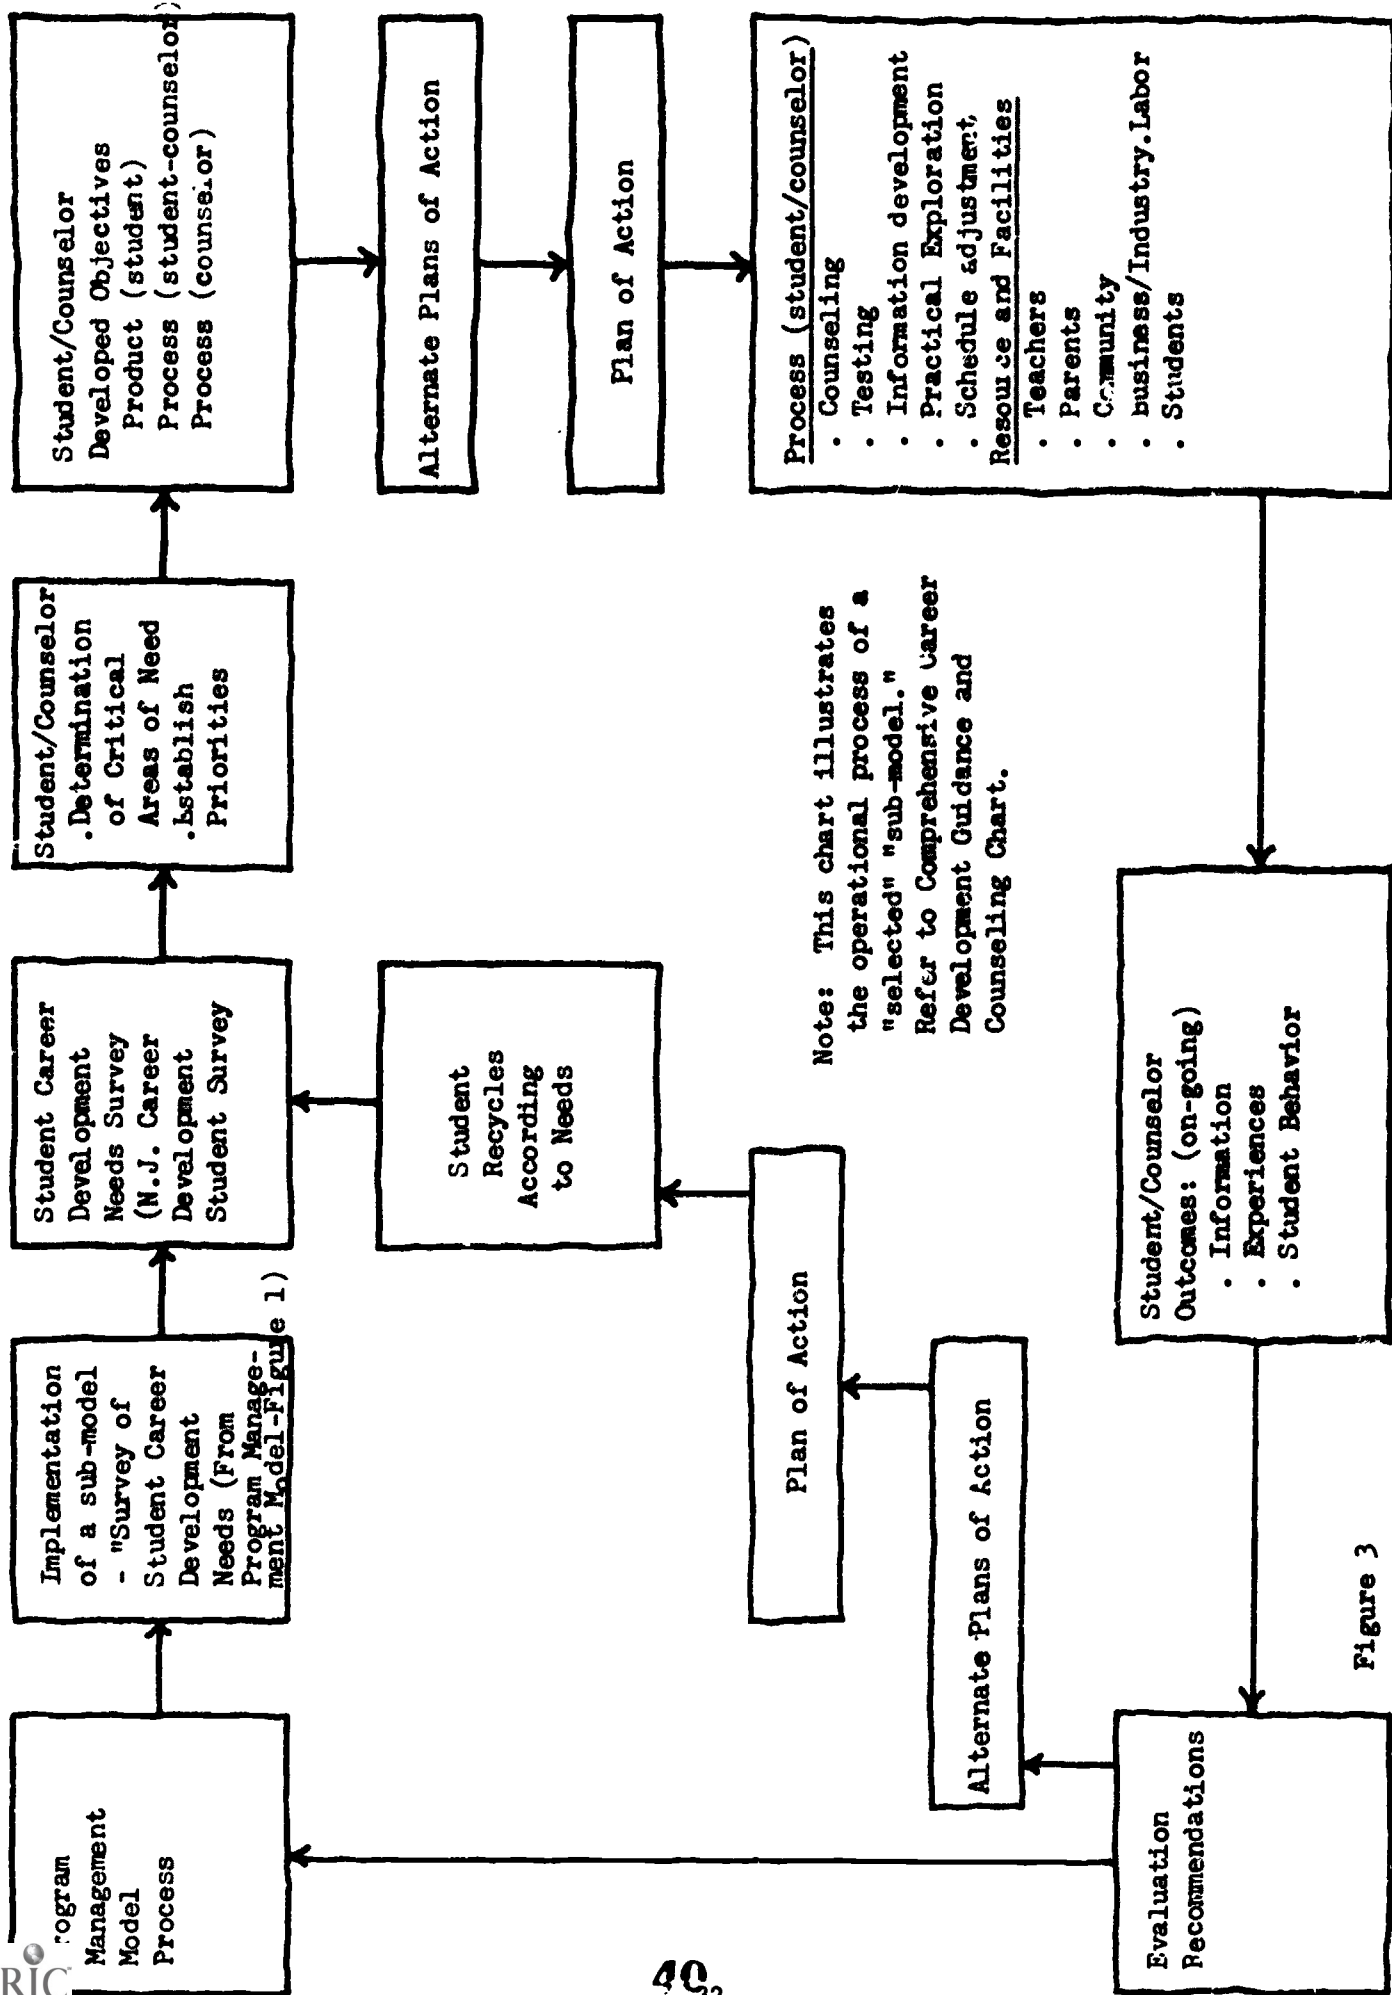 rogram
Management
Model
Process
Implementation
of a sub-model
- "Survey of
Student Career
Development
Needs (From
Program Manage-
ment Model-Figure 1)
Student Career
Development
Needs Survey
(N.J. Career
Development
Student Survey
Student/Counselor
.Determination
of Critical
Areas of Need
.Establish
Priorities
Student/Counselor
Developed Objectives
Product (student)
Process (student-counselor)
Process (counselor)
Alternate Plans of Action
Plan of Action
Process (student/counselor)
. Counseling
. Testing
. Information development
. Practical Exploration
. Schedule adjustment
Resource and Facilities
. Teachers
. Parents
. Community
. business/Industry.Labor
. Students
Student
Recycles
According
to Needs
Note: This chart illustrates
the operational process of a
"selected" "sub-model."
Refer to Comprehensive Career
Development Guidance and
Counseling Chart.
Plan of Action
Alternate Plans of Action
Student/Counselor
Outcomes: (on-going)
. Information
. Experiences
. Student Behavior
Evaluation
Recommendations
Figure 3
RIC